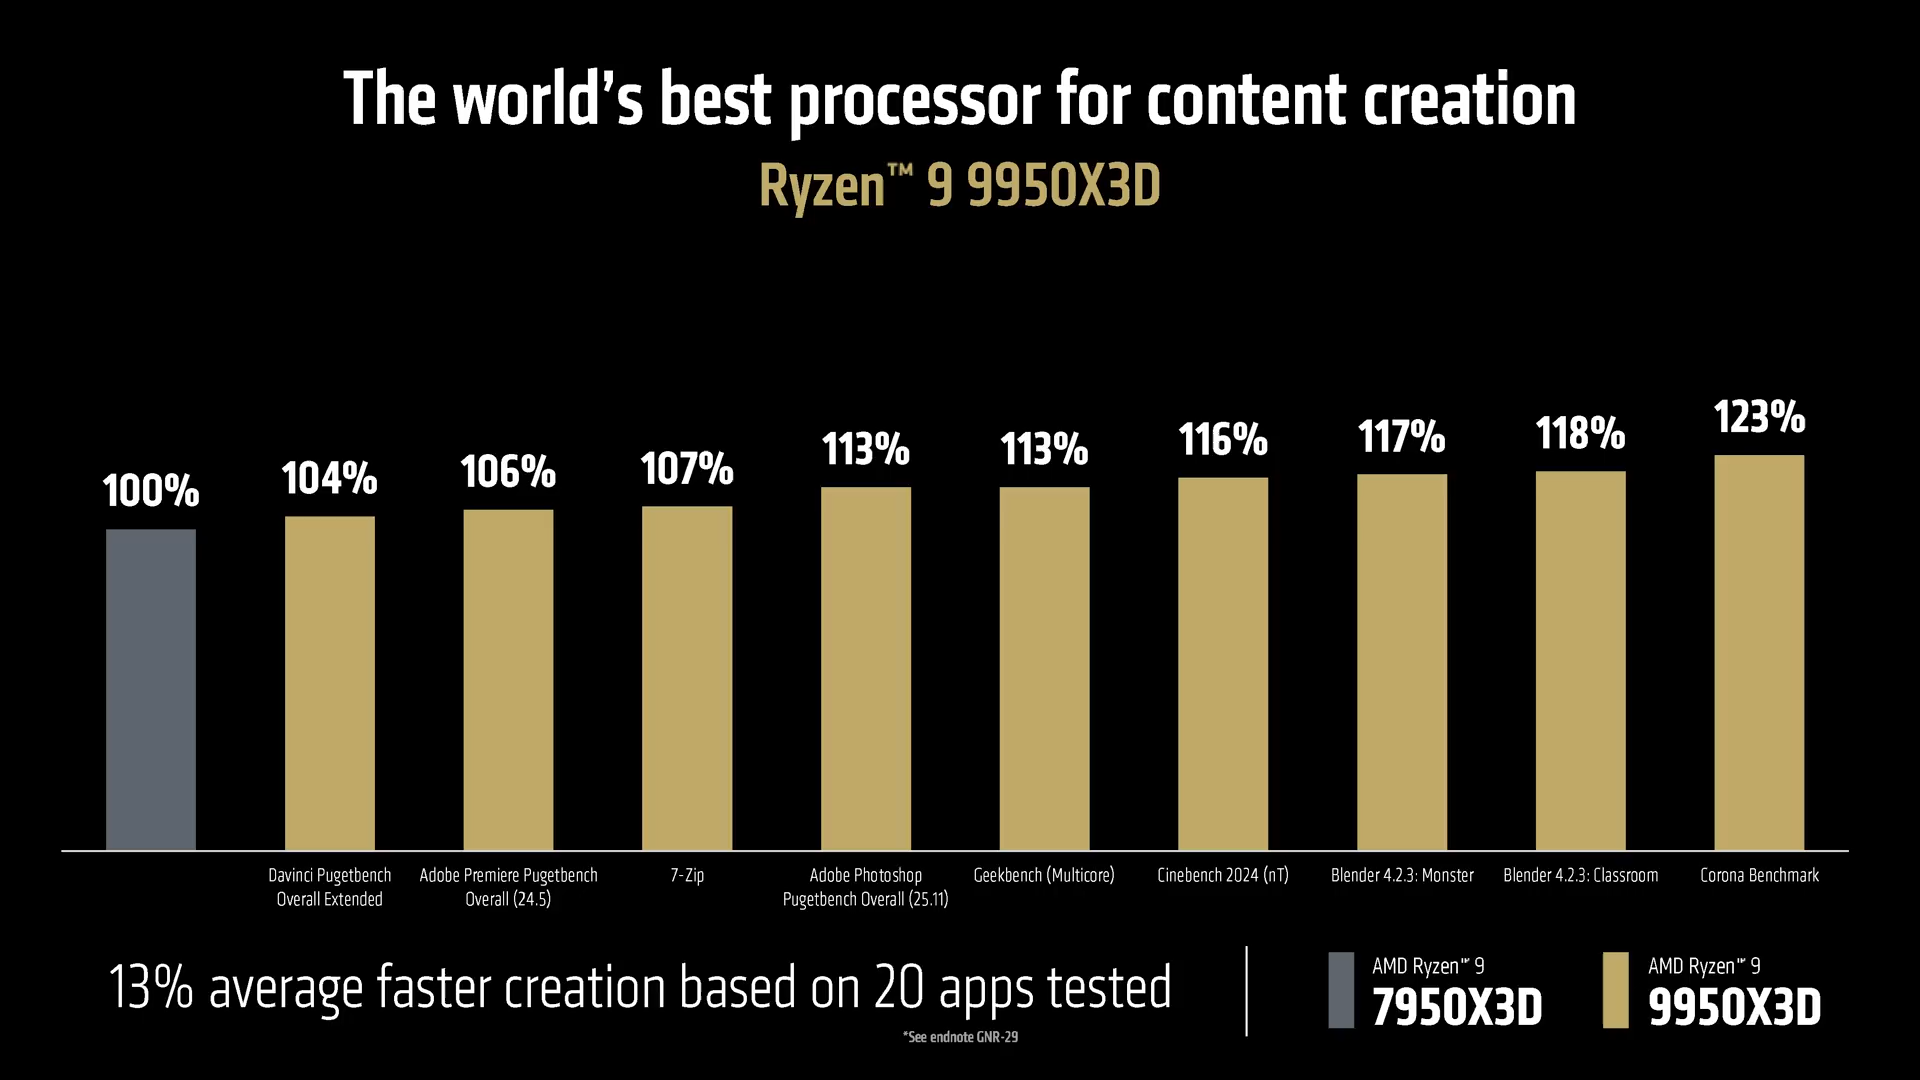 The world’s best processor for content creation
Ryzen™ 9 9950X3D
100%
104%
106%
107%
113%
113%
116%
117%
118%
123%
Davinci Pugetbench
Overall Extended
Adobe Premiere Pugetbench
Overall (24.5)
7-Zip
Adobe Photoshop
Pugetbench Overall (25.11)
Geekbench (Multicore)
Cinebench 2024 (nT)
Blender 4.2.3: Monster
Blender 4.2.3: Classroom
Corona Benchmark
13% average faster creation based on 20 apps tested
*See endnote GNR-29
AMD Ryzen™ 9
7950X3D
AMD Ryzen™ 9
9950X3D